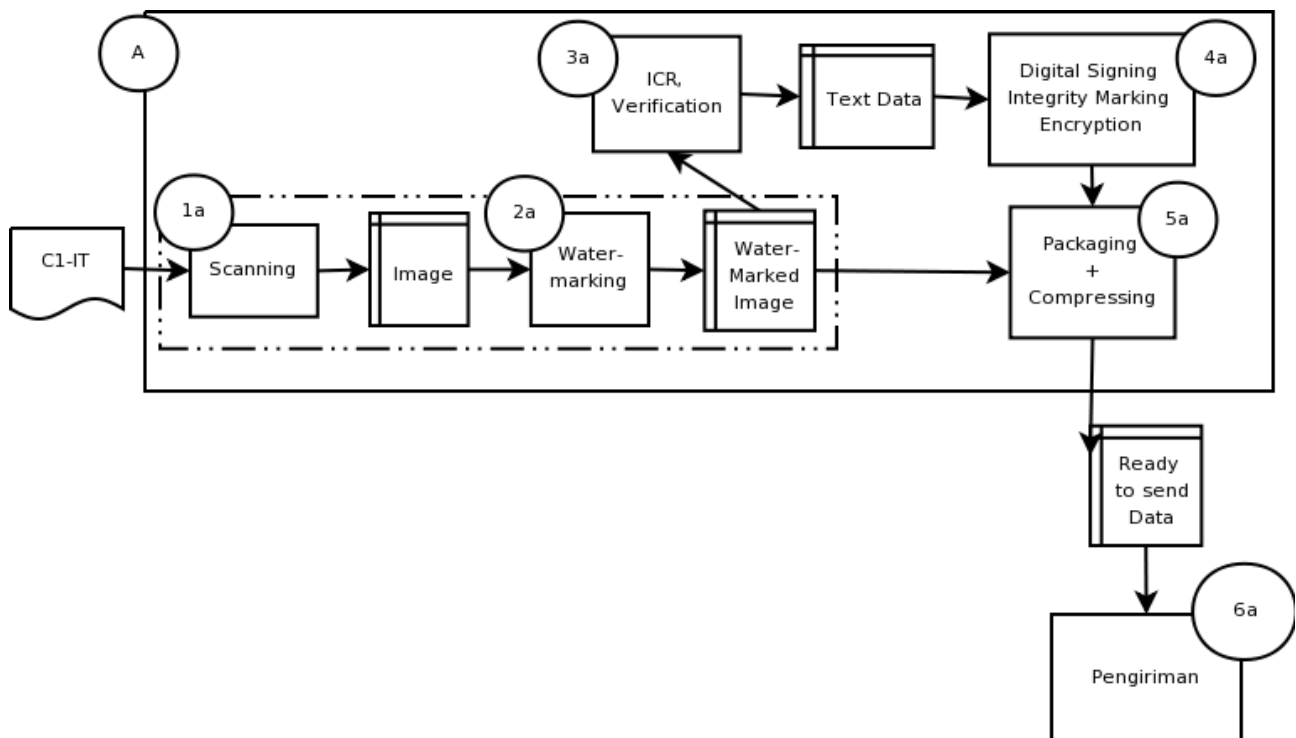 A
3a
ICR,
Verification
Text Data
Digital Signing
Integrity Marking
Encryption
4a
C1-IT
1a
Scanning
Image
2a
Water-
marking
Water-
Marked
Image
5a
Packaging
+
Compressing
Ready
to send
Data
6a
Pengiriman